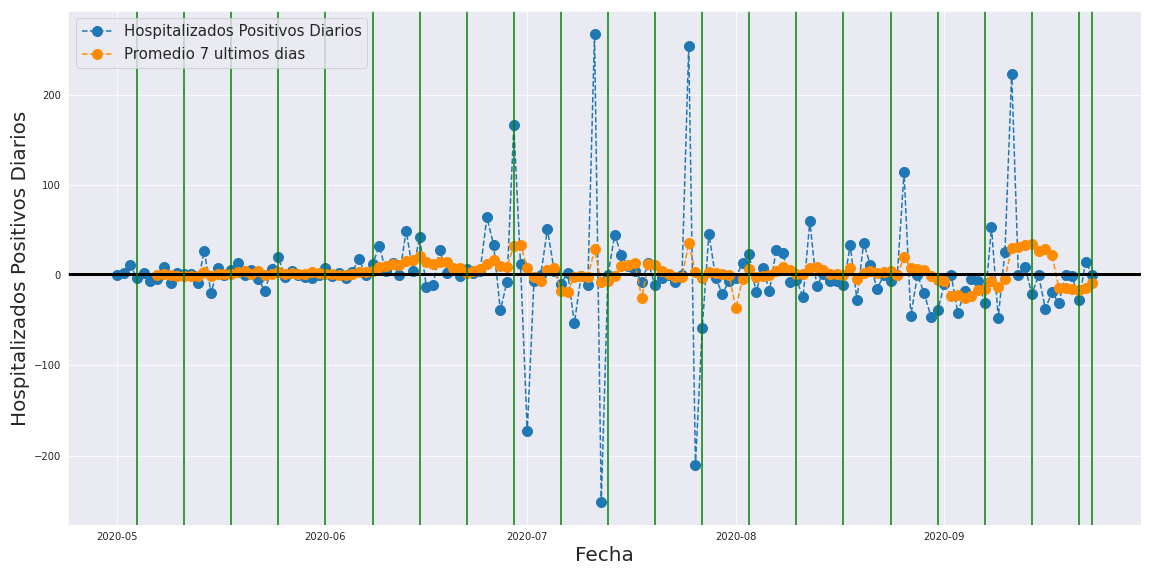 Hospitalizados Positivos Diarios
Promedio 7 ultimos dias
Hospitalizados Positivos Diarios
200
100
0
−100
−200
2020-05
2020-06
2020-07
2020-08
2020-09
Fecha